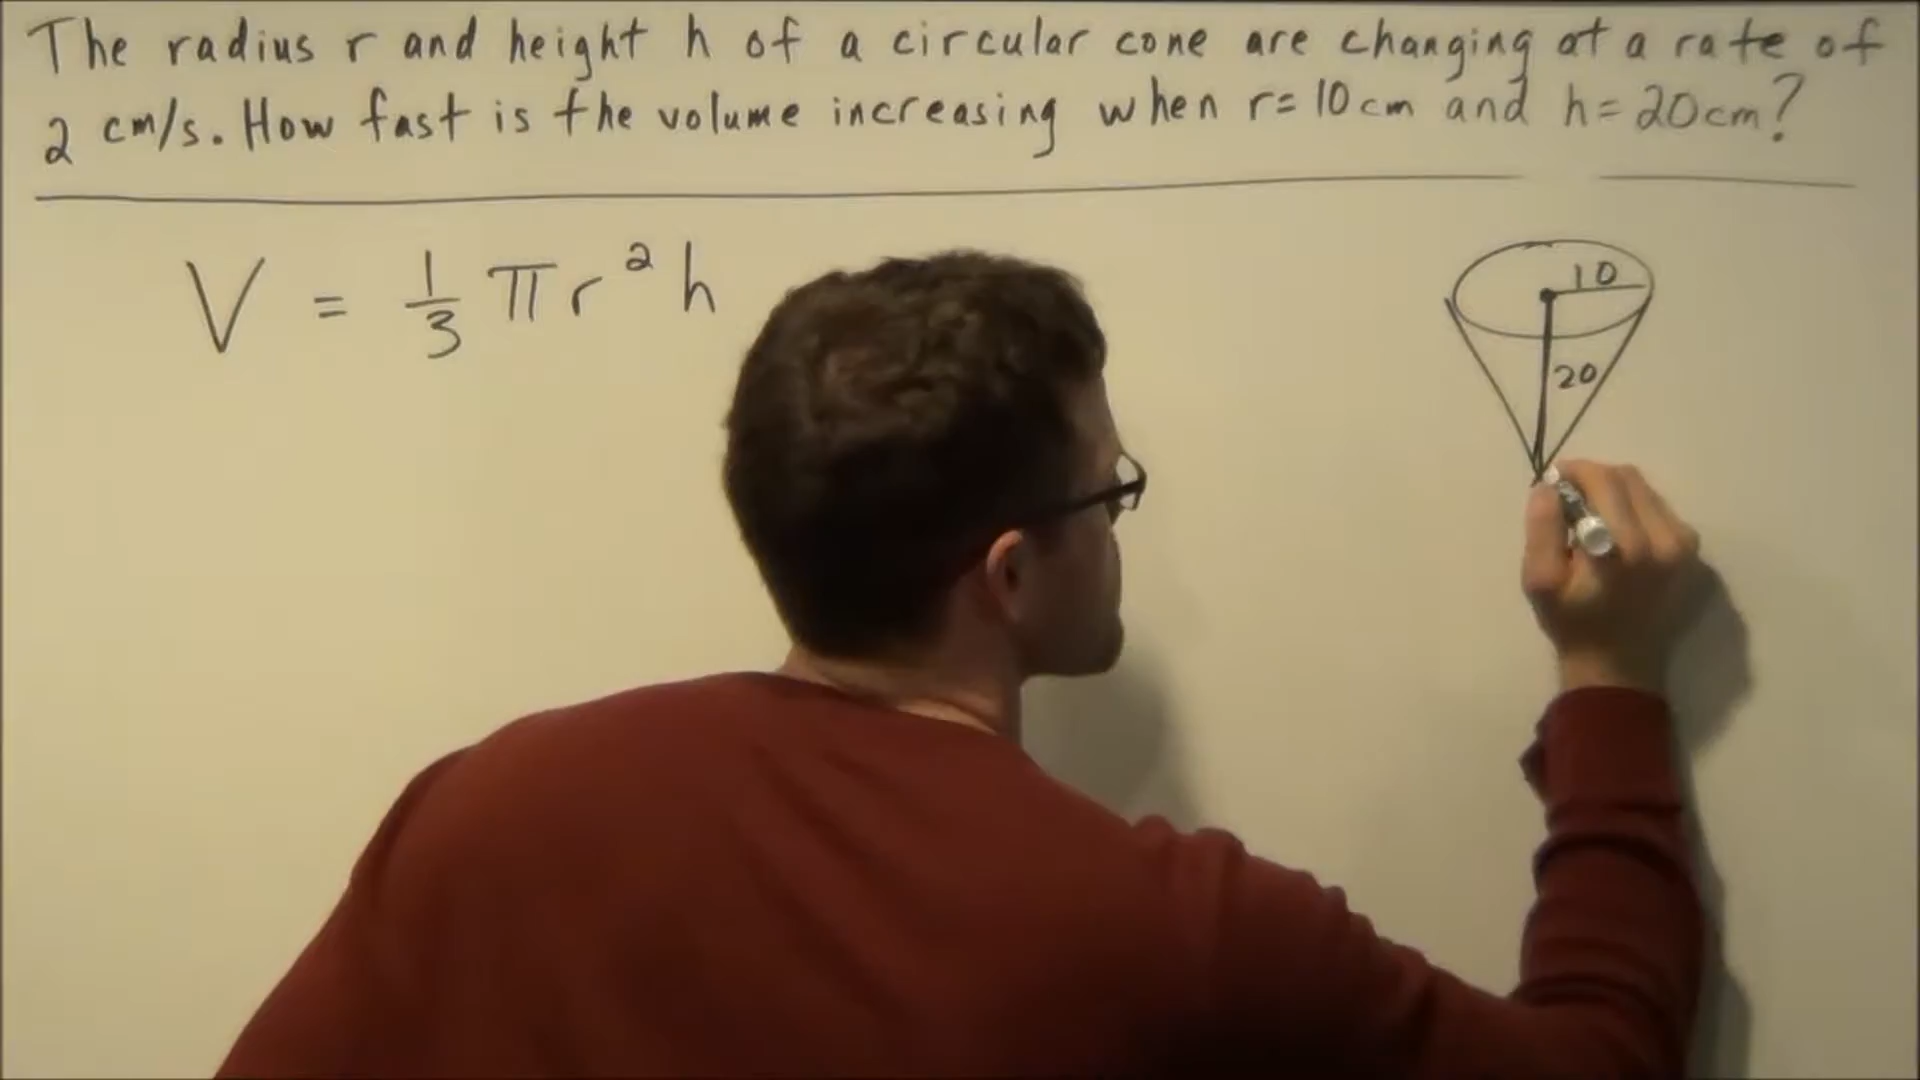 The radius r and height h of a circular cone are changing at a rate of
2 cm/s. How fast is the volume increasing when r=10cm and h=20cm?
V = 1/3 πr²h
10
20